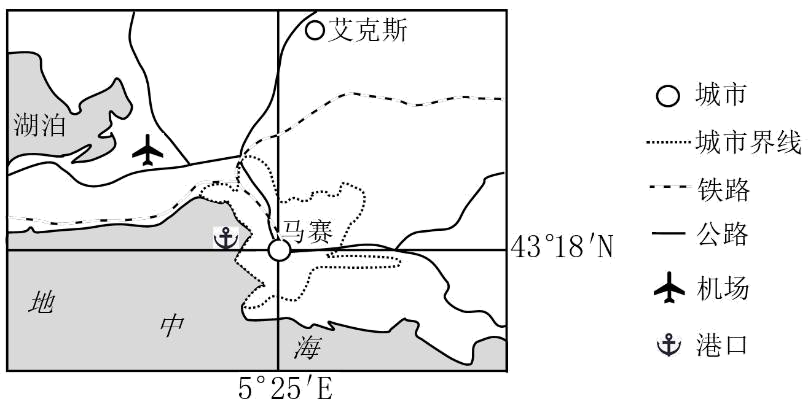 艾克斯
湖泊
马赛
地
中
海
43°18′N
5°25′E
城市
城市界线
铁路
公路
机场
港口